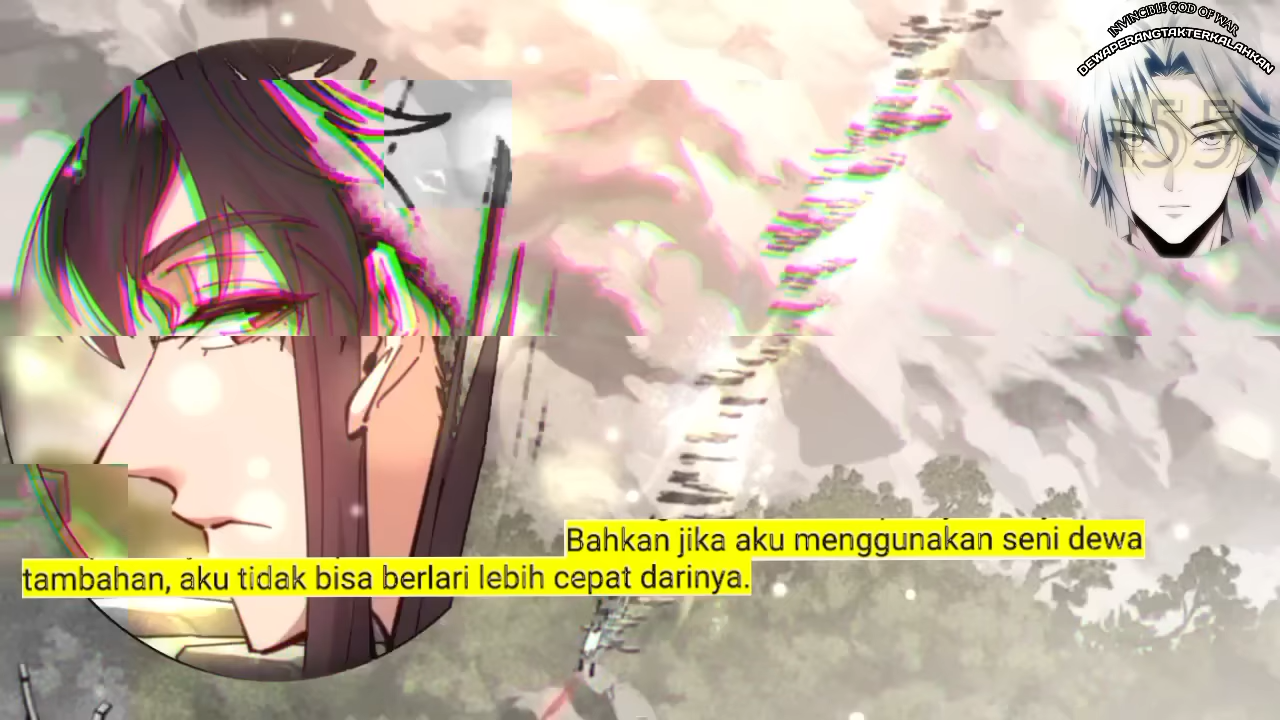 INVINCIBLE GOD OF WAR
DEWAPERANGTAKTERKALAHKAN
155
Bahkan jika aku menggunakan seni dewa
tambahan, aku tidak bisa berlari lebih cepat darinya.